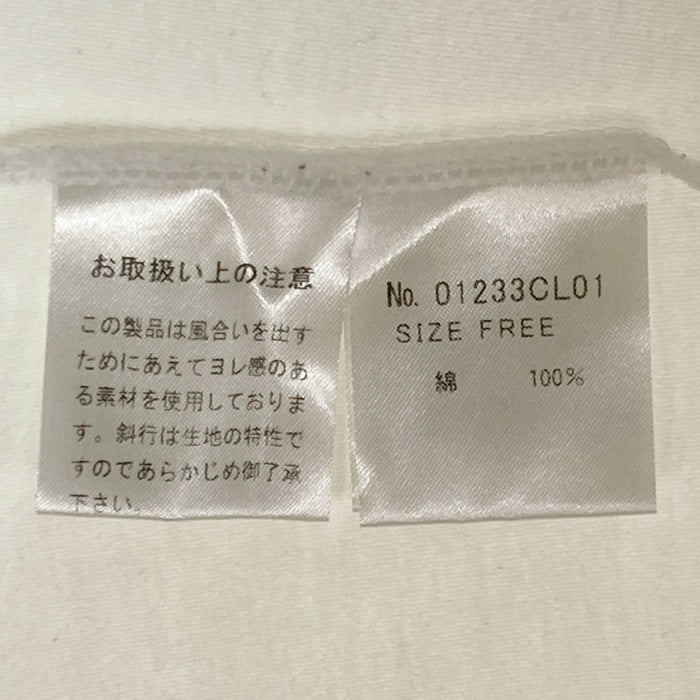 お取扱い上の注意
この製品は風合いを出す
ためにあえてヨレ感のあ
る素材を使用しておりま
す。斜行は生地の特性で
すのであらかじめ御了承
下さい。
No. 01233CL01
SIZE FREE
綿 100%